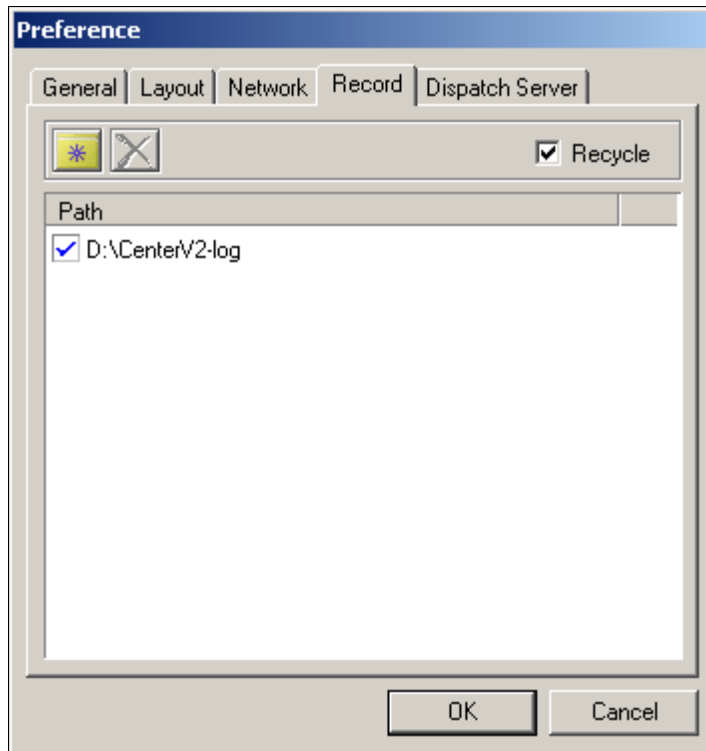 Preference
General Layout Network Record Dispatch Server
Recycle
Path
D:\CenterV2-log
OK Cancel